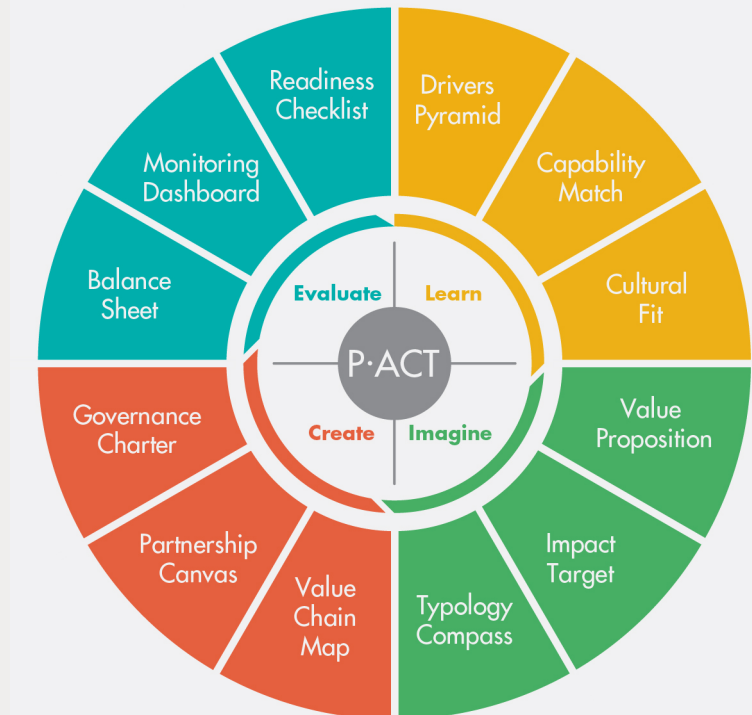 Readiness
Checklist
Drivers
Pyramid
Monitoring
Dashboard
Capability
Match
Balance
Sheet
Cultural
Fit
Evaluate
Learn
P·ACT
Create
Imagine
Governance
Charter
Value
Proposition
Partnership
Canvas
Impact
Target
Value
Chain
Map
Typology
Compass